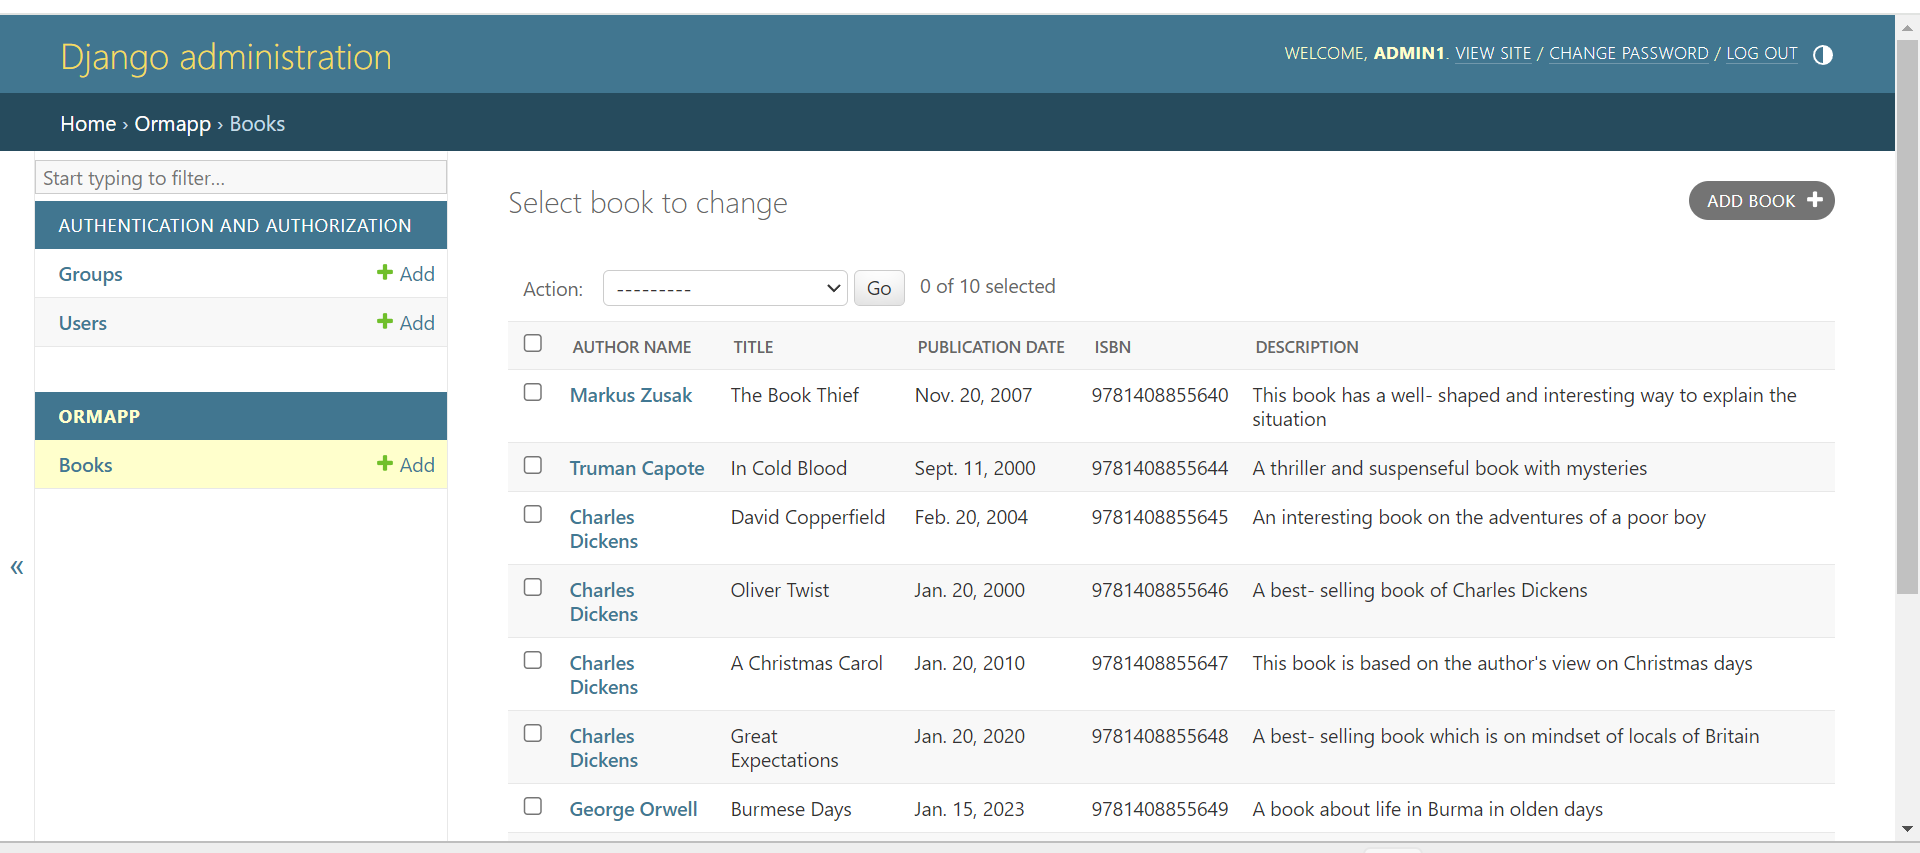 Django administration
WELCOME, ADMIN1. VIEW SITE / CHANGE PASSWORD / LOG OUT
Home › Ormapp › Books
Start typing to filter...
AUTHENTICATION AND AUTHORIZATION
Groups + Add
Users + Add
ORMAPP
Books + Add
«
Select book to change
ADD BOOK +
Action: --------- Go 0 of 10 selected
AUTHOR NAME TITLE PUBLICATION DATE ISBN DESCRIPTION
Markus Zusak The Book Thief Nov. 20, 2007 9781408855640 This book has a well- shaped and interesting way to explain the
situation
Truman Capote In Cold Blood Sept. 11, 2000 9781408855644 A thriller and suspenseful book with mysteries
Charles David Copperfield Feb. 20, 2004 9781408855645 An interesting book on the adventures of a poor boy
Dickens
Charles Oliver Twist Jan. 20, 2000 9781408855646 A best- selling book of Charles Dickens
Dickens
Charles A Christmas Carol Jan. 20, 2010 9781408855647 This book is based on the author's view on Christmas days
Dickens
Charles Great Jan. 20, 2020 9781408855648 A best- selling book which is on mindset of locals of Britain
Dickens Expectations
George Orwell Burmese Days Jan. 15, 2023 9781408855649 A book about life in Burma in olden days